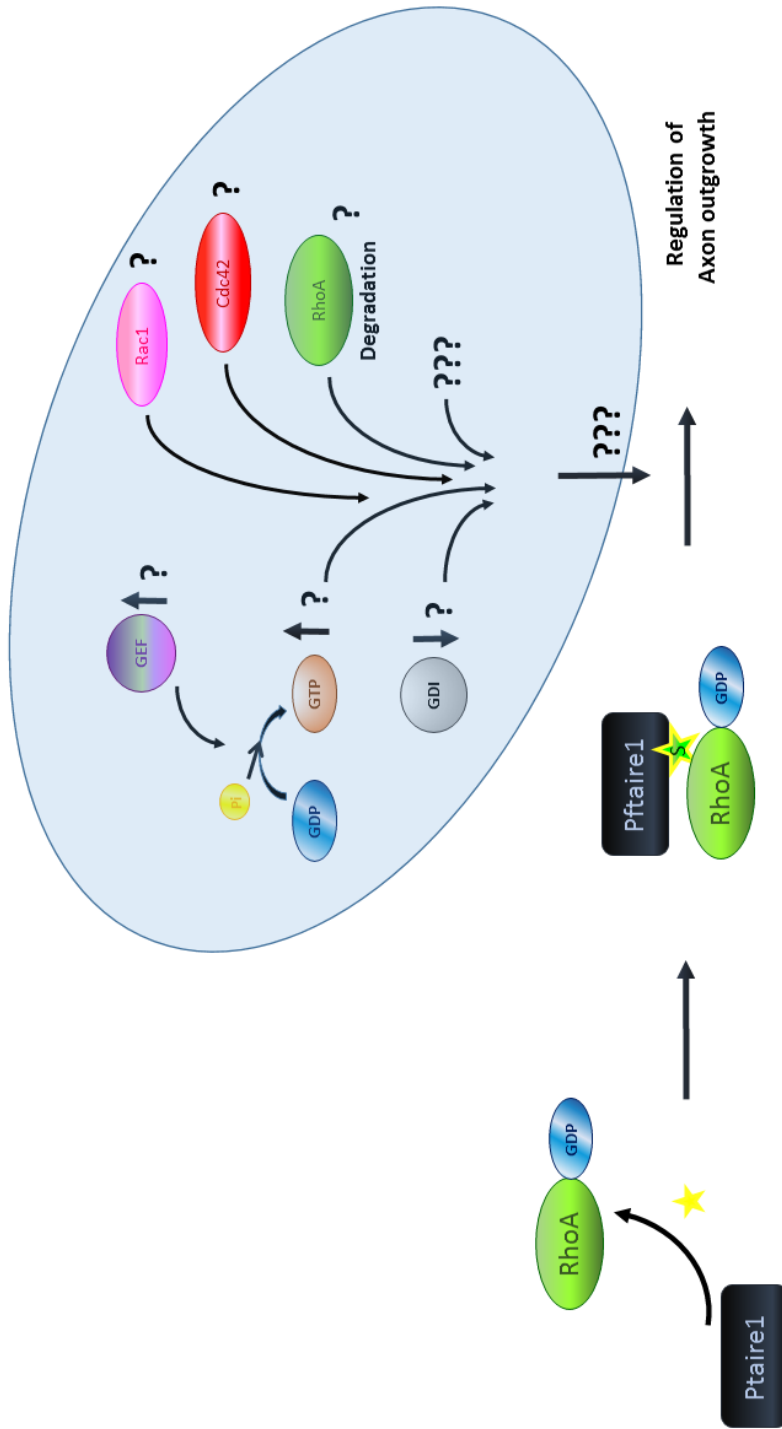 GEF
?
Rac1
?
Cdc42
?
Pi
GDP
GTP
?
RhoA
?
Degradation
GDI
?
???
???
RhoA
GDP
Ptaire1
Pftaire1
S
RhoA
GDP
Regulation of
Axon outgrowth